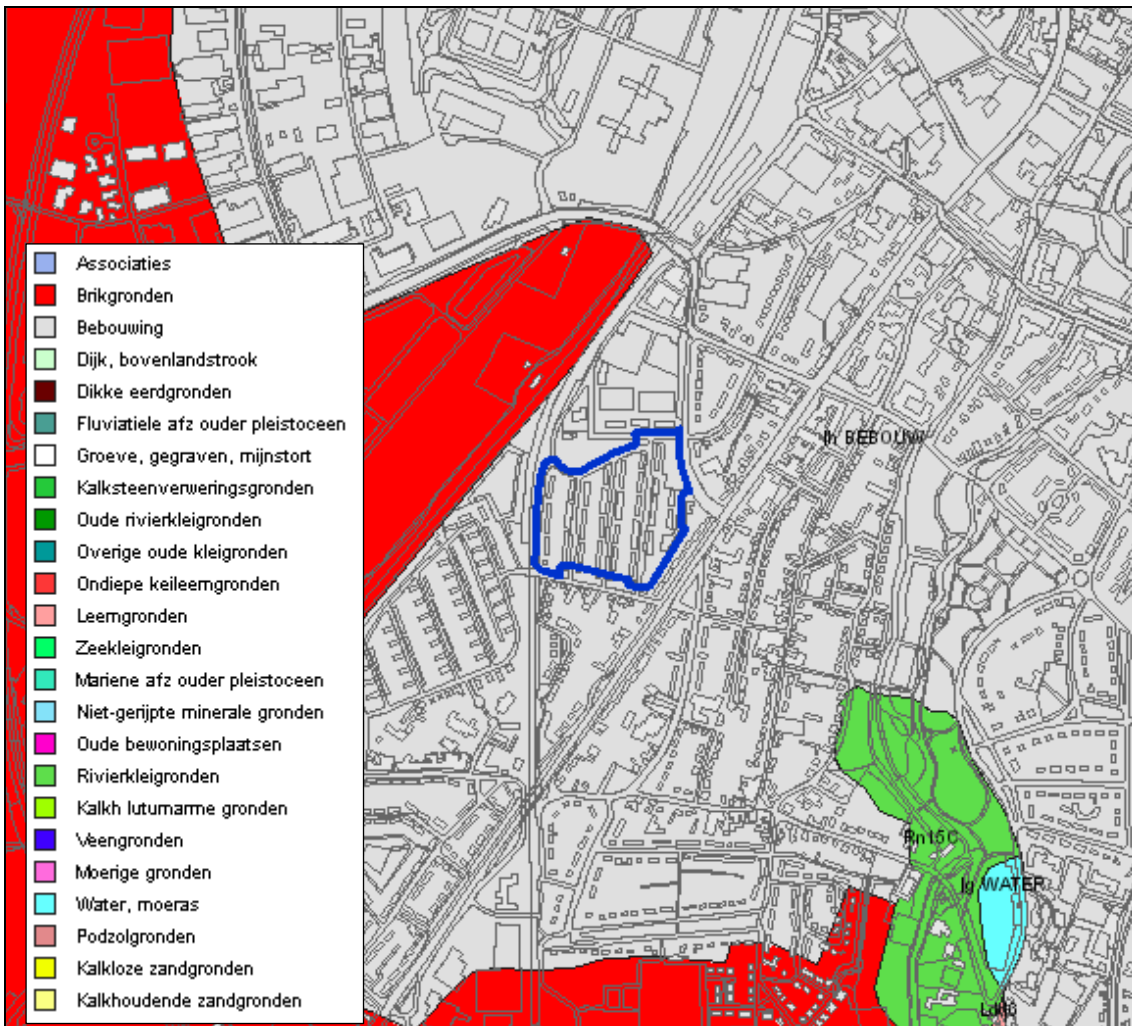 Associaties
Brikgronden
Bebouwing
Dijk, bovenlandstrook
Dikke eerdgronden
Fluviatiele afz ouder pleistoceen
Groeve, gegraven, mijnstort
Kalksteenverweringsgronden
Oude rivierkleigronden
Overige oude kleigronden
Ondiepe keileemgronden
Leemgronden
Zeekleigronden
Mariene afz ouder pleistoceen
Niet-gerijpte minerale gronden
Oude bewoningsplaatsen
Rivierkleigronden
Kalkh lutumarme gronden
Veengronden
Moerige gronden
Water, moeras
Podzolgronden
Kalkloze zandgronden
Kalkhoudende zandgronden
|h BEBOUW
Rn15C
|g WATER